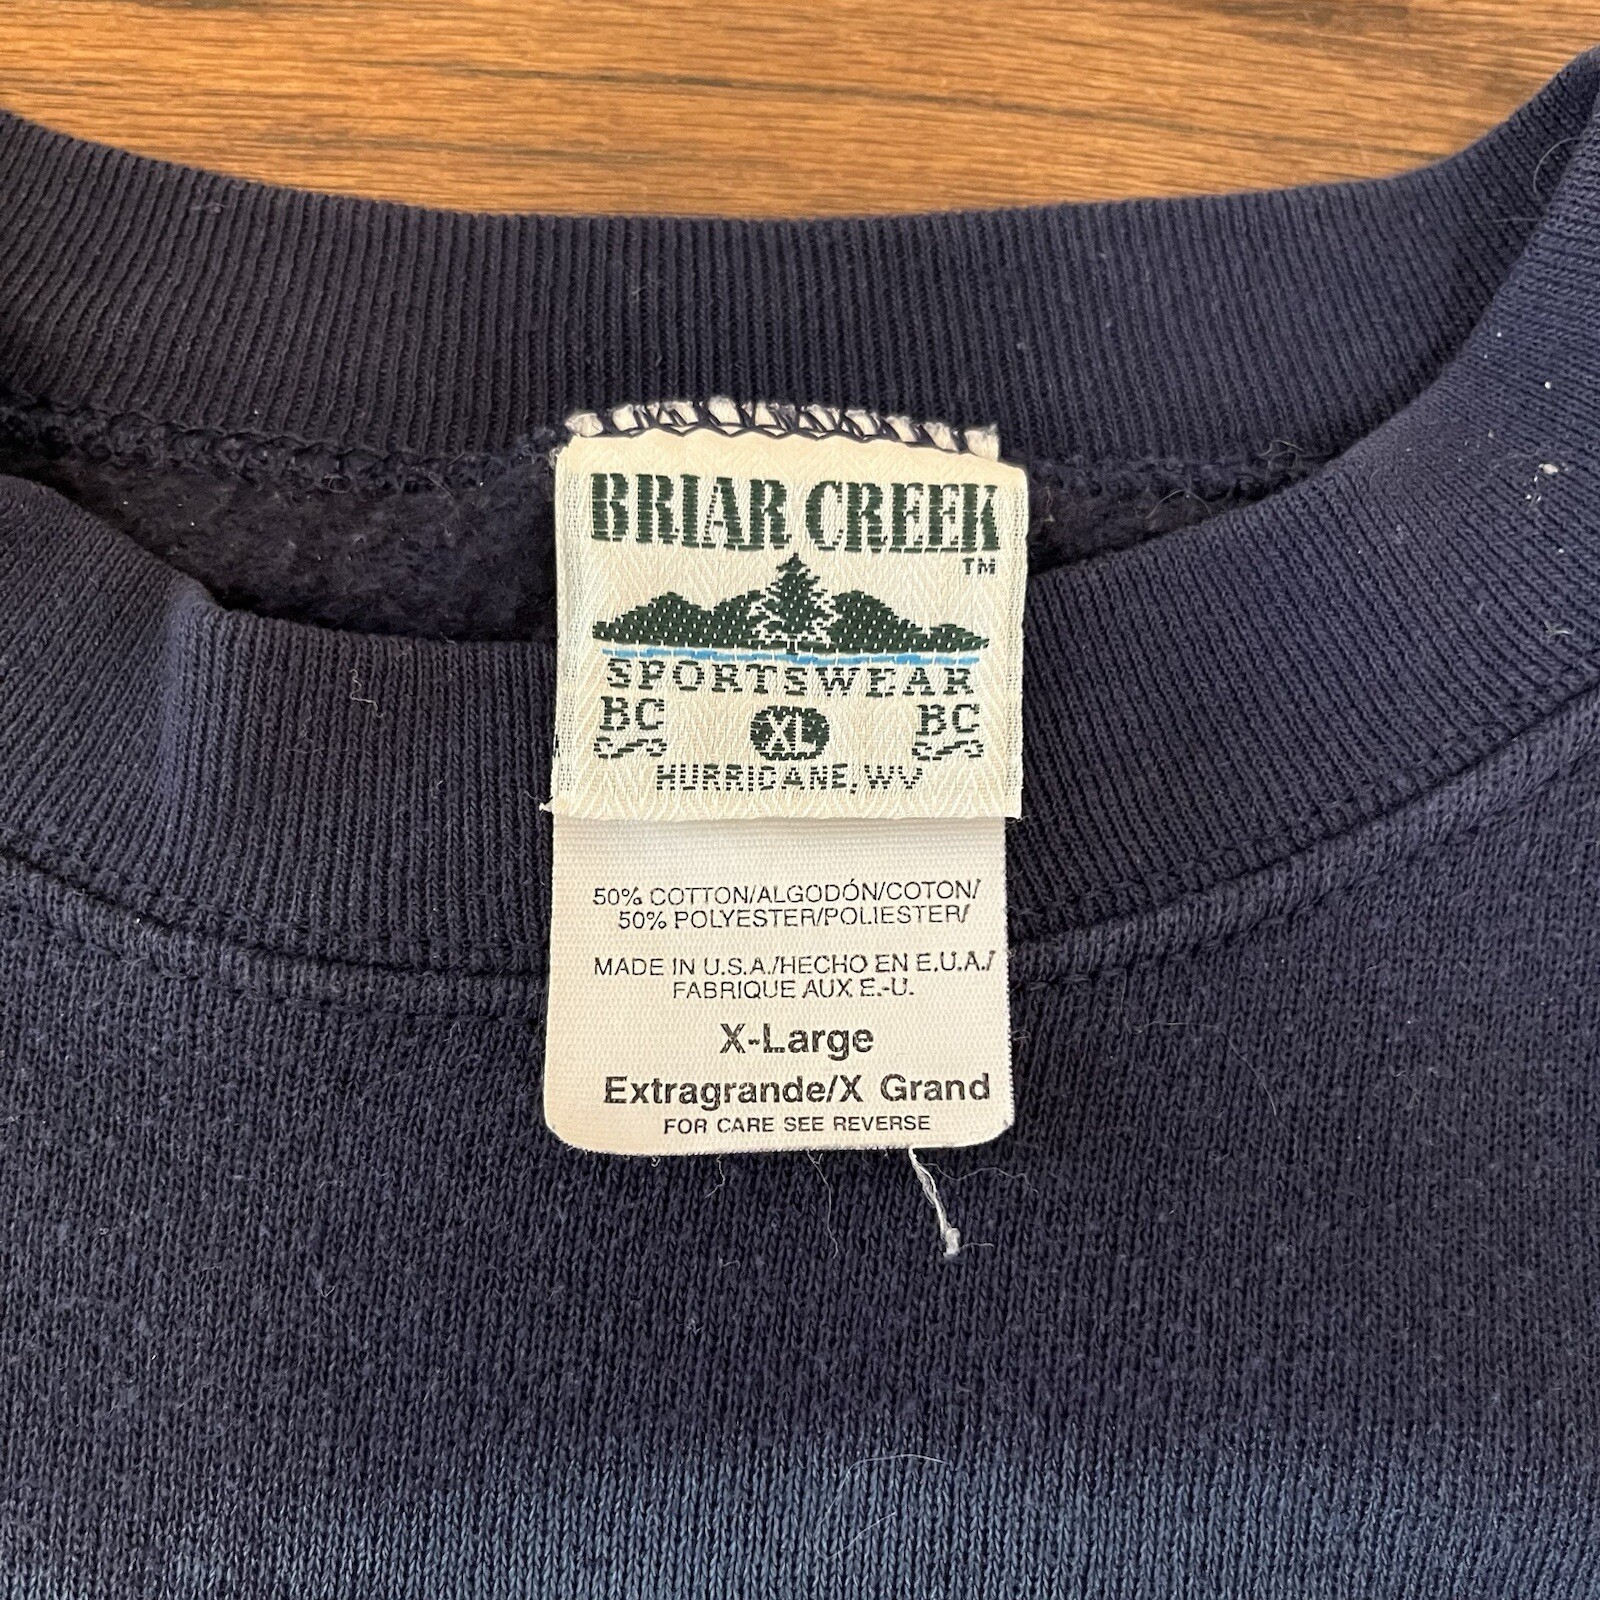 BRIAR CREEK
TM
SPORTSWEAR
BC XL BC
HURRICANE, WV
50% COTTON/ALGODÓN/COTON/
50% POLYESTER/POLIESTER/
MADE IN U.S.A./HECHO EN E.U.A./
FABRIQUE AUX E.-U.
X-Large
Extragrande/X Grand
FOR CARE SEE REVERSE